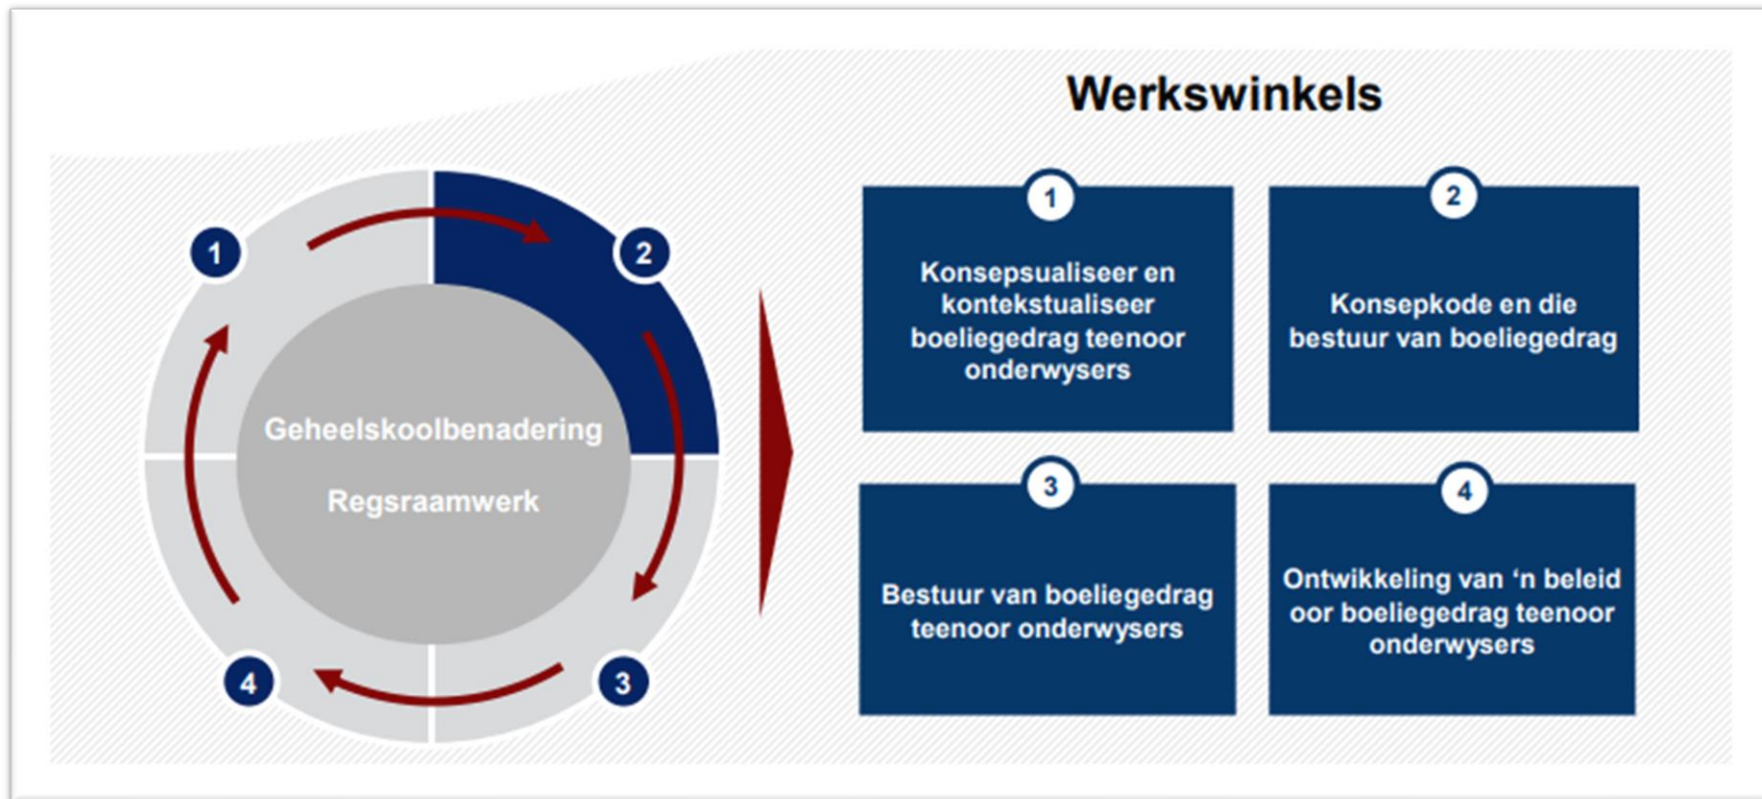 Werkswinkels
1
2
Geheelskoolbenadering
Regsraamwerk
4
3
1
Konsepsualiseer en
kontekstualiseer
boeliegedrag teenoor
onderwysers
2
Konsepkode en die
bestuur van boeliegedrag
3
Bestuur van boeliegedrag
teenoor onderwysers
4
Ontwikkeling van ‘n beleid
oor boeliegedrag teenoor
onderwysers